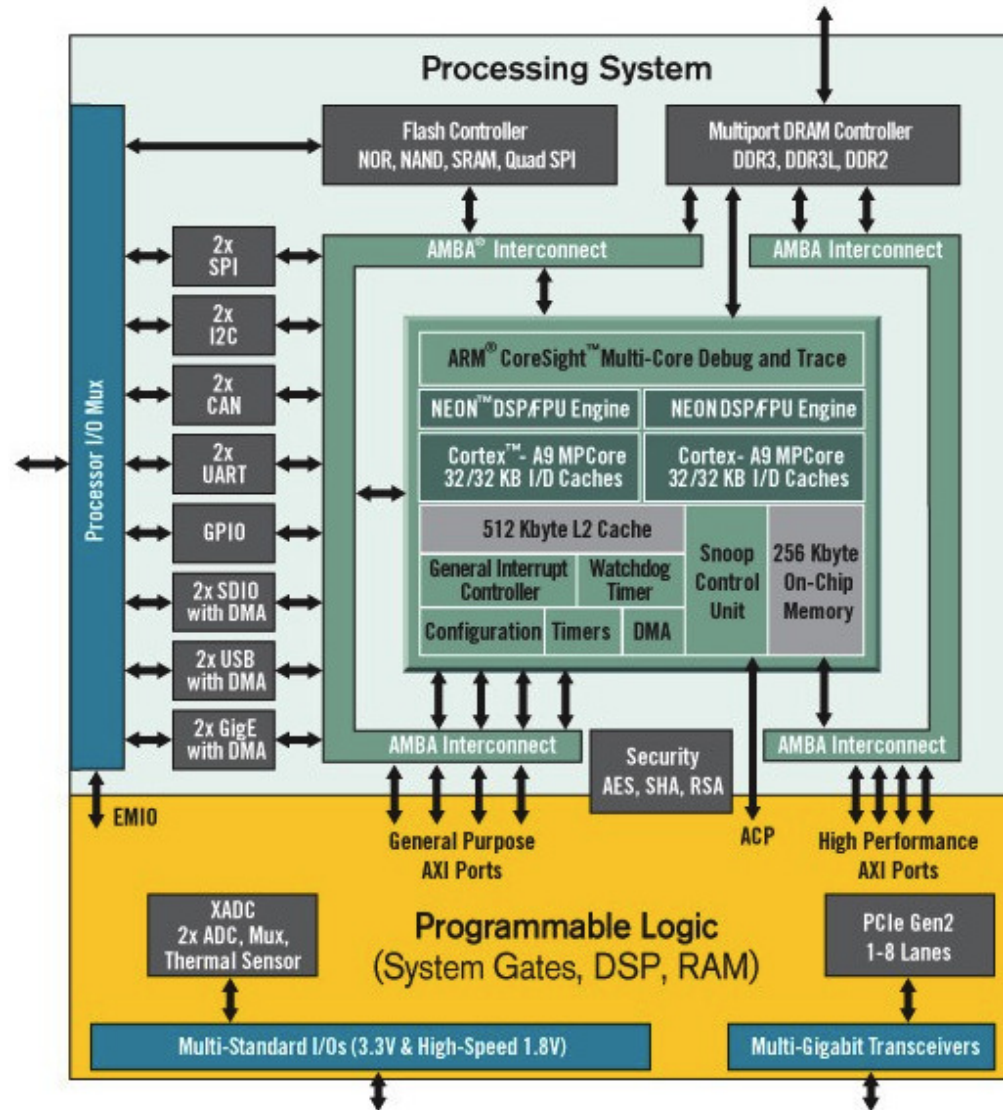 Processing System
Flash Controller
NOR, NAND, SRAM, Quad SPI
Multiport DRAM Controller
DDR3, DDR3L, DDR2
Processor I/O Mux
2x
SPI
2x
I2C
2x
CAN
2x
UART
GPIO
2x SDIO
with DMA
2x USB
with DMA
2x GigE
with DMA
AMBA® Interconnect
AMBA Interconnect
ARM® CoreSight™ Multi-Core Debug and Trace
NEON™ DSP/FPU Engine
NEON DSP/FPU Engine
Cortex™- A9 MPCore
32/32 KB I/D Caches
Cortex- A9 MPCore
32/32 KB I/D Caches
512 Kbyte L2 Cache
General Interrupt
Controller
Watchdog
Timer
Configuration
Timers
DMA
Snoop
Control
Unit
256 Kbyte
On-Chip
Memory
AMBA Interconnect
Security
AES, SHA, RSA
AMBA Interconnect
EMIO
General Purpose
AXI Ports
ACP
High Performance
AXI Ports
XADC
2x ADC, Mux,
Thermal Sensor
Programmable Logic
(System Gates, DSP, RAM)
PCIe Gen2
1-8 Lanes
Multi-Standard I/Os (3.3V & High-Speed 1.8V)
Multi-Gigabit Transceivers